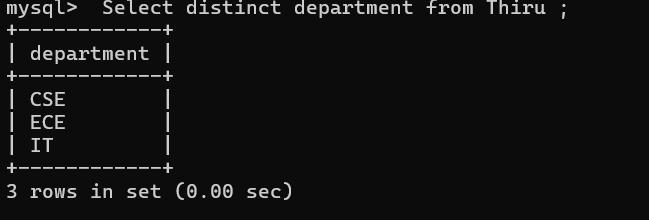 mysql>  Select distinct department from Thiru ;
+------------+
| department |
+------------+
| CSE        |
| ECE        |
| IT         |
+------------+
3 rows in set (0.00 sec)